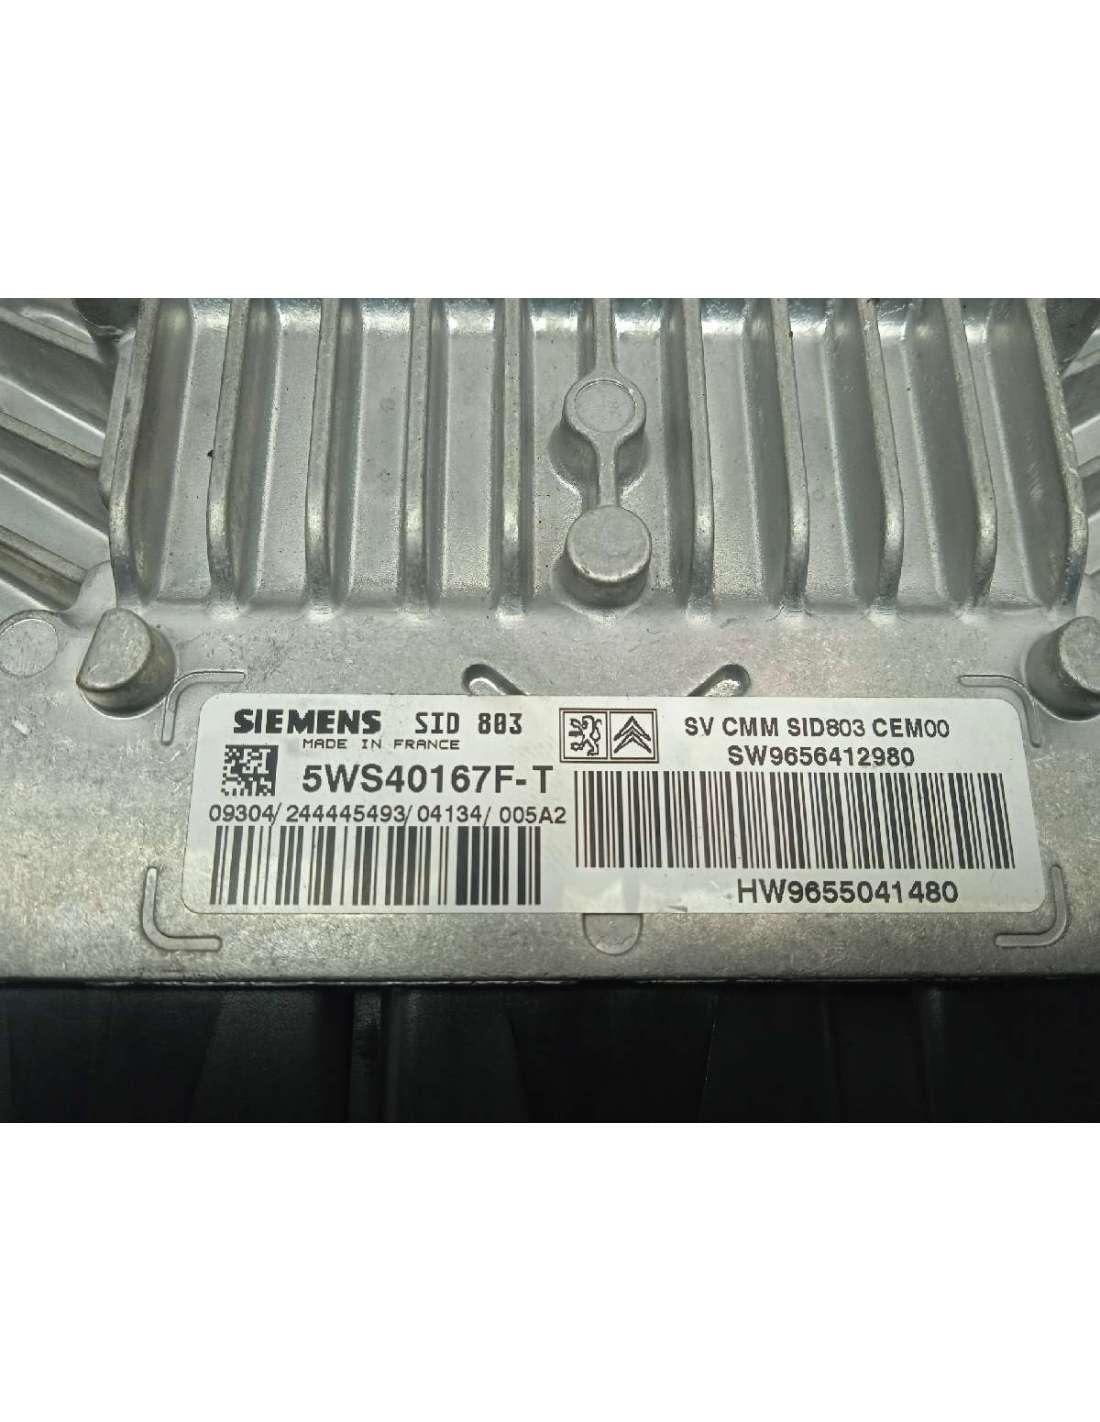 SIEMENS SID 803
MADE IN FRANCE
5WS40167F-T
09304/244445493/04134/005A2
SV CMM SID803 CEM00
SW9656412980
HW9655041480